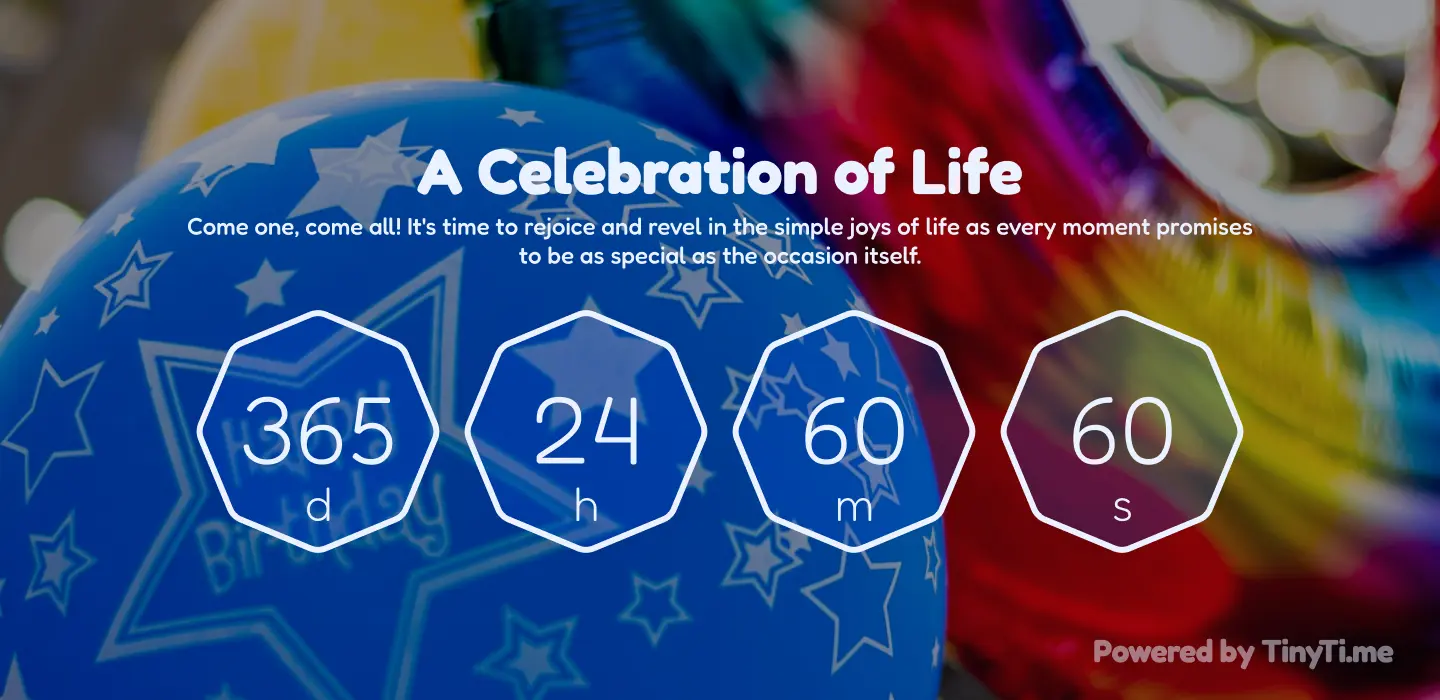 A Celebration of Life
Come one, come all! It's time to rejoice and revel in the simple joys of life as every moment promises
to be as special as the occasion itself.
365 24 60 60
d h m s
Happy
Birthday
Powered by TinyTi.me